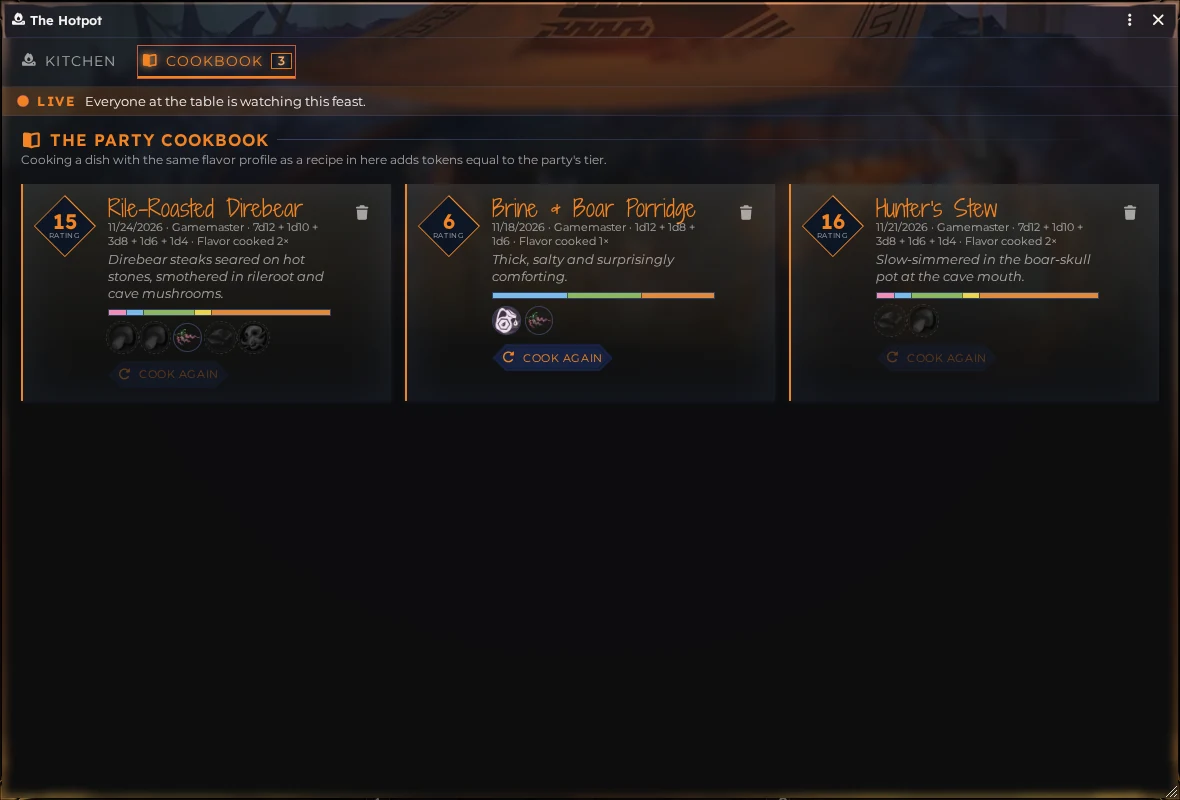 The Hotpot
KITCHEN
COOKBOOK 3
LIVE Everyone at the table is watching this feast.
THE PARTY COOKBOOK
Cooking a dish with the same flavor profile as a recipe in here adds tokens equal to the party's tier.
15
RATING
Rile-Roasted Direbear
11/24/2026 · Gamemaster · 7d12 + 1d10 +
3d8 + 1d6 + 1d4 · Flavor cooked 2×
Direbear steaks seared on hot
stones, smothered in rileroot and
cave mushrooms.
COOK AGAIN
6
RATING
Brine & Boar Porridge
11/18/2026 · Gamemaster · 1d12 + 1d8 +
1d6 · Flavor cooked 1×
Thick, salty and surprisingly
comforting.
COOK AGAIN
16
RATING
Hunter's Stew
11/21/2026 · Gamemaster · 7d12 + 1d10 +
3d8 + 1d6 + 1d4 · Flavor cooked 2×
Slow-simmered in the boar-skull
pot at the cave mouth.
COOK AGAIN